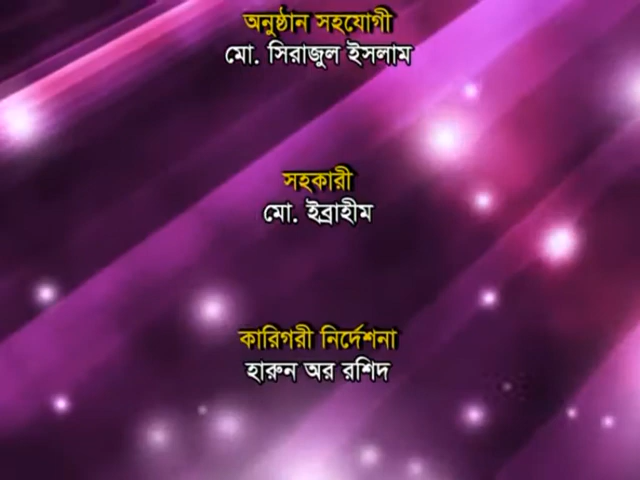 অনুষ্ঠান সহযোগী
মো. সিরাজুল ইসলাম
সহকারী
মো. ইব্রাহীম
কারিগরী নির্দেশনা
হারুন অর রশিদ